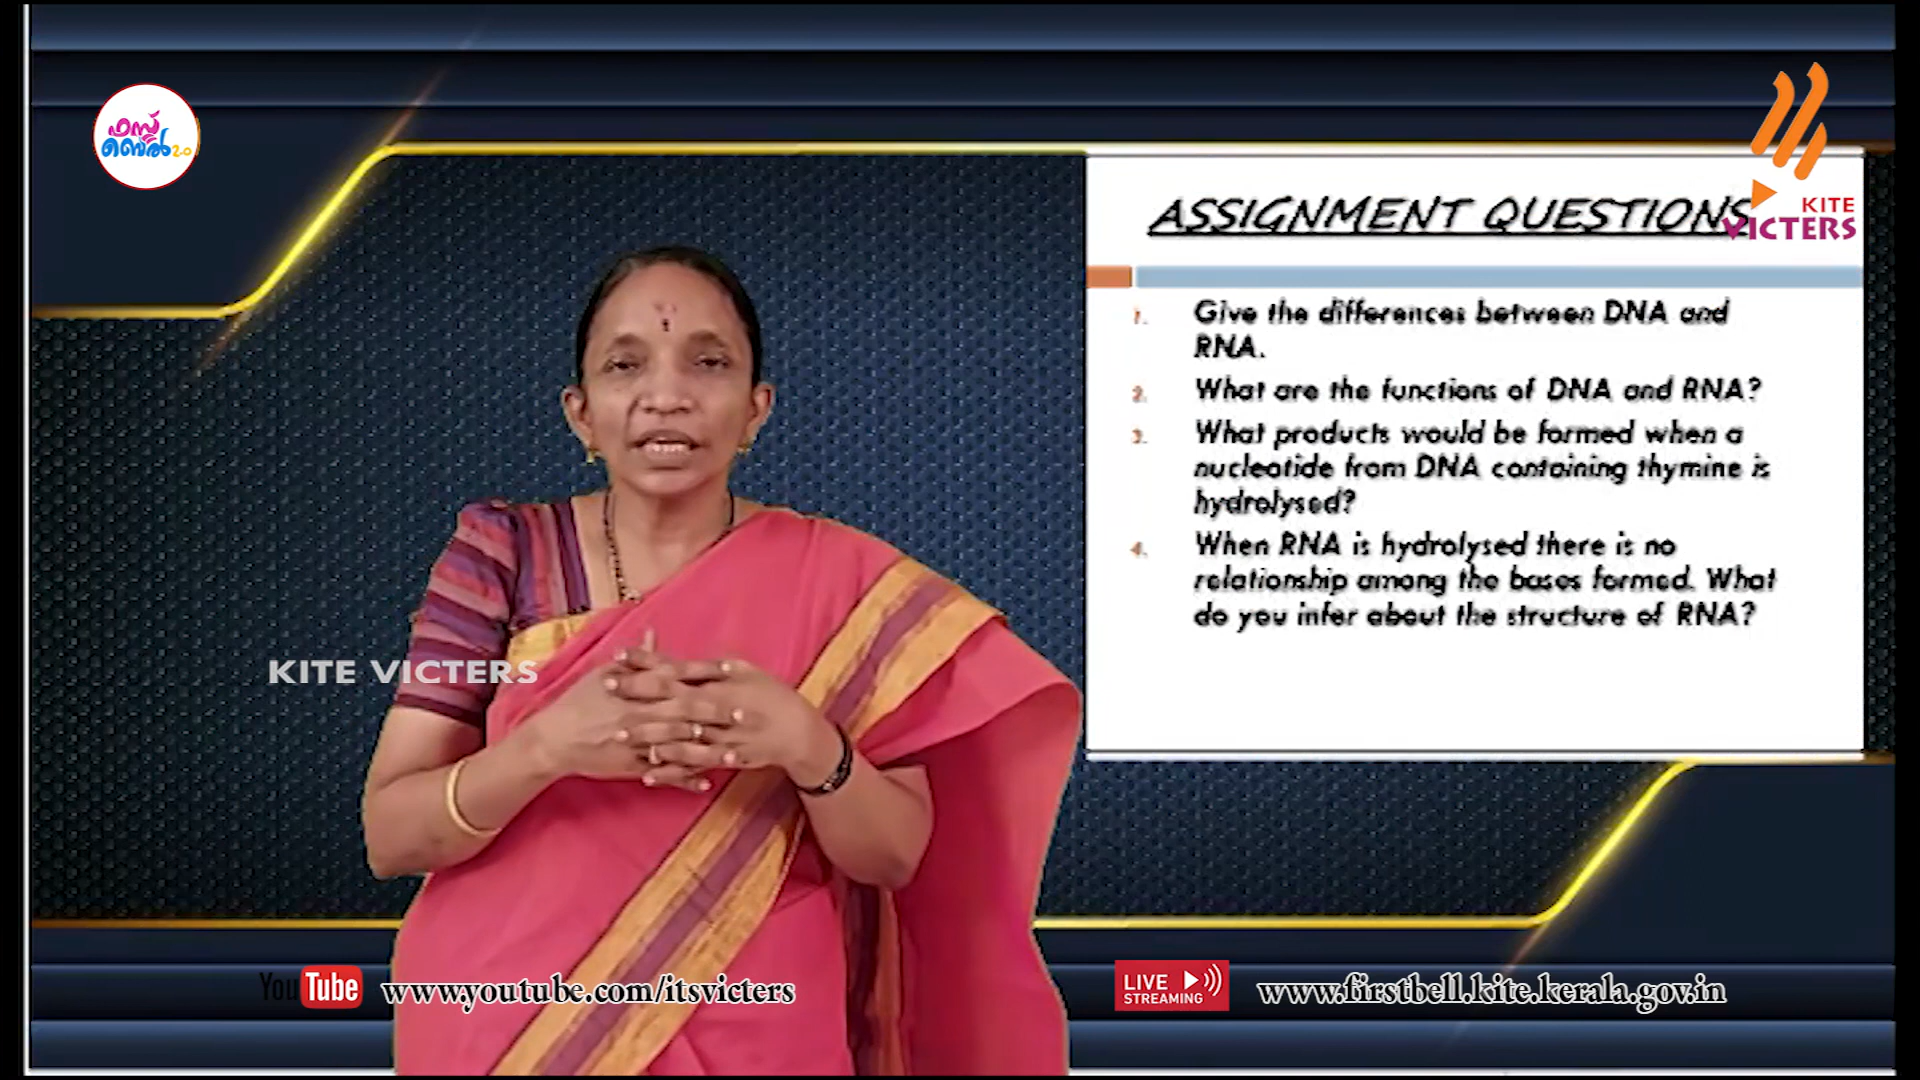 ഫസ്റ്റ്
ബെൽ 2.0
KITE
VICTERS
ASSIGNMENT QUESTIONS
1. Give the differences between DNA and
RNA.
2. What are the functions of DNA and RNA?
3. What products would be formed when a
nucleotide from DNA containing thymine is
hydrolysed?
4. When RNA is hydrolysed there is no
relationship among the bases formed. What
do you infer about the structure of RNA?
KITE VICTERS
YouTube www.youtube.com/itsvicters
LIVE
STREAMING
www.firstbell.kite.kerala.gov.in